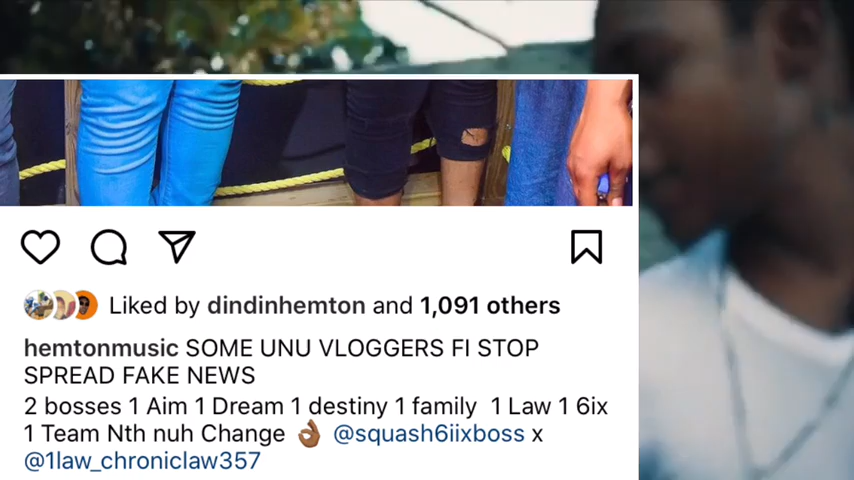 Liked by dindinhemton and 1,091 others
hemtonmusic SOME UNU VLOGGERS FI STOP
SPREAD FAKE NEWS
2 bosses 1 Aim 1 Dream 1 destiny 1 family 1 Law 1 6ix
1 Team Nth nuh Change 👌🏾 @squash6iixboss x
@1law_chroniclaw357